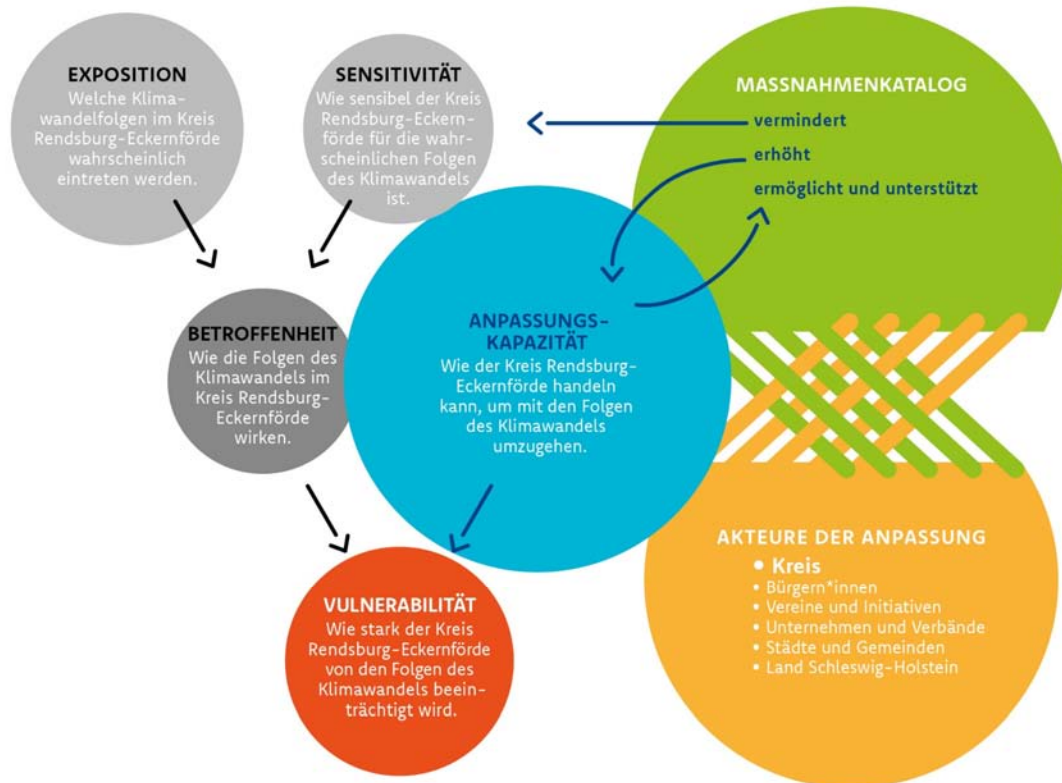 EXPOSITION
Welche Klima-
wandelfolgen im Kreis
Rendsburg-Eckernförde
wahrscheinlich
eintreten werden.
SENSITIVITÄT
Wie sensibel der Kreis
Rendsburg-Eckern-
förde für die wahr-
scheinlichen Folgen
des Klimawandels
ist.
MASSNAHMENKATALOG
vermindert
erhöht
ermöglicht und unterstützt
BETROFFENHEIT
Wie die Folgen des
Klimawandels im
Kreis Rendsburg-
Eckernförde
wirken.
ANPASSUNGS-
KAPAZITÄT
Wie der Kreis Rendsburg-
Eckernförde handeln
kann, um mit den Folgen
des Klimawandels
umzugehen.
VULNERABILITÄT
Wie stark der Kreis
Rendsburg-Eckernförde
von den Folgen des
Klimawandels beein-
trächtigt wird.
AKTEURE DER ANPASSUNG
• Kreis
• Bürgern*innen
• Vereine und Initiativen
• Unternehmen und Verbände
• Städte und Gemeinden
• Land Schleswig-Holstein